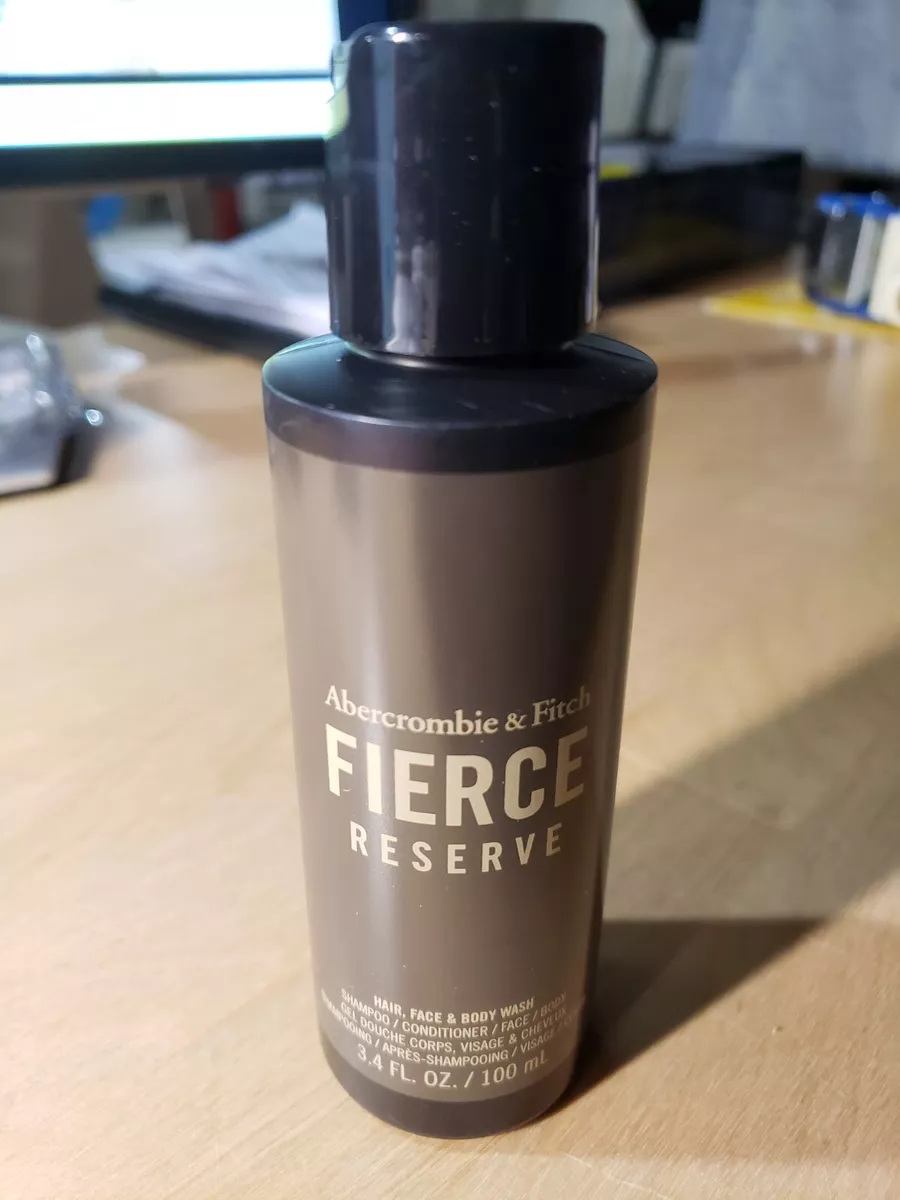 Abercrombie & Fitch
FIERCE
RESERVE
HAIR, FACE & BODY WASH
SHAMPOO / CONDITIONER / FACE / BODY
GEL DOUCHE CORPS, VISAGE & CHEVEUX
SHAMPOOING / APRÈS-SHAMPOOING / VISAGE /
3.4 FL. OZ. / 100 mL